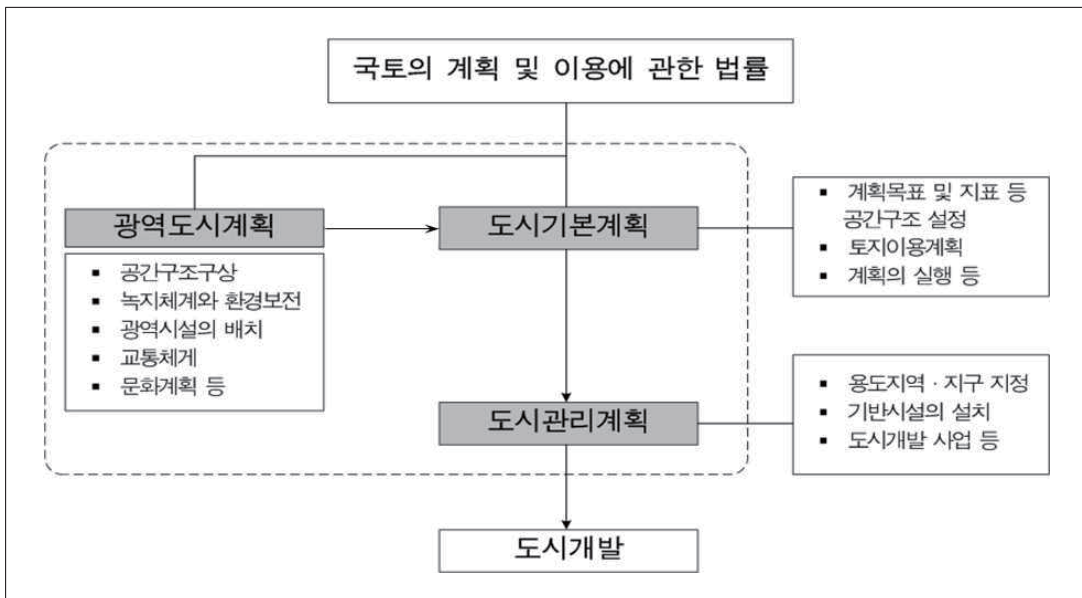 국토의 계획 및 이용에 관한 법률
광역도시계획
▪ 공간구조구상
▪ 녹지체계와 환경보전
▪ 광역시설의 배치
▪ 교통체게
▪ 문화계획 등
도시기본계획
▪ 계획목표 및 지표 등
공간구조 설정
▪ 토지이용계획
▪ 계획의 실행 등
도시관리계획
▪ 용도지역 · 지구 지정
▪ 기반시설의 설치
▪ 도시개발 사업 등
도시개발